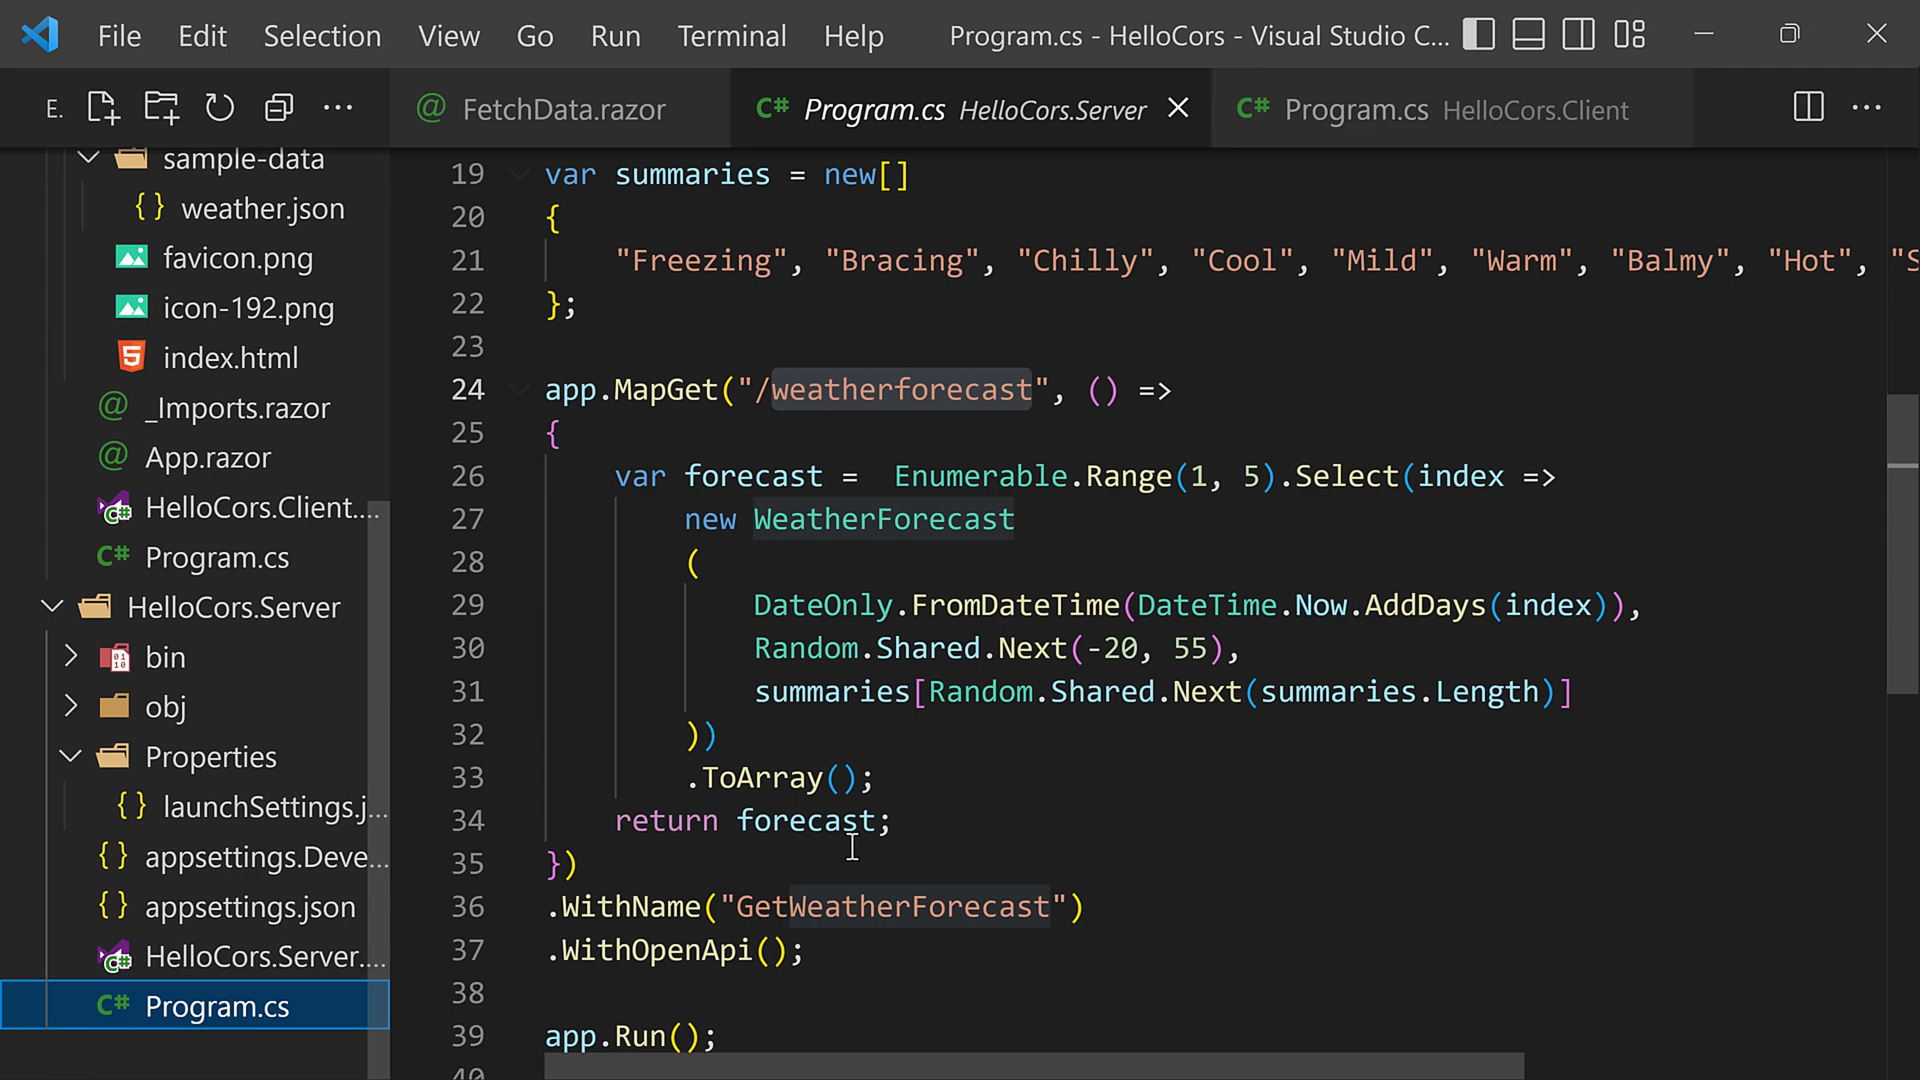 File Edit Selection View Go Run Terminal Help Program.cs - HelloCors - Visual Studio C...
E. FetchData.razor Program.cs HelloCors.Server Program.cs HelloCors.Client
sample-data
weather.json
favicon.png
icon-192.png
index.html
_Imports.razor
App.razor
HelloCors.Client....
Program.cs
HelloCors.Server
bin
obj
Properties
launchSettings.j...
appsettings.Deve...
appsettings.json
HelloCors.Server....
Program.cs
19 var summaries = new[]
20 {
21 "Freezing", "Bracing", "Chilly", "Cool", "Mild", "Warm", "Balmy", "Hot", "S
22 };
23
24 app.MapGet("/weatherforecast", () =>
25 {
26 var forecast =  Enumerable.Range(1, 5).Select(index =>
27 new WeatherForecast
28 (
29 DateOnly.FromDateTime(DateTime.Now.AddDays(index)),
30 Random.Shared.Next(-20, 55),
31 summaries[Random.Shared.Next(summaries.Length)]
32 ))
33 .ToArray();
34 return forecast;
35 })
36 .WithName("GetWeatherForecast")
37 .WithOpenApi();
38
39 app.Run();
40